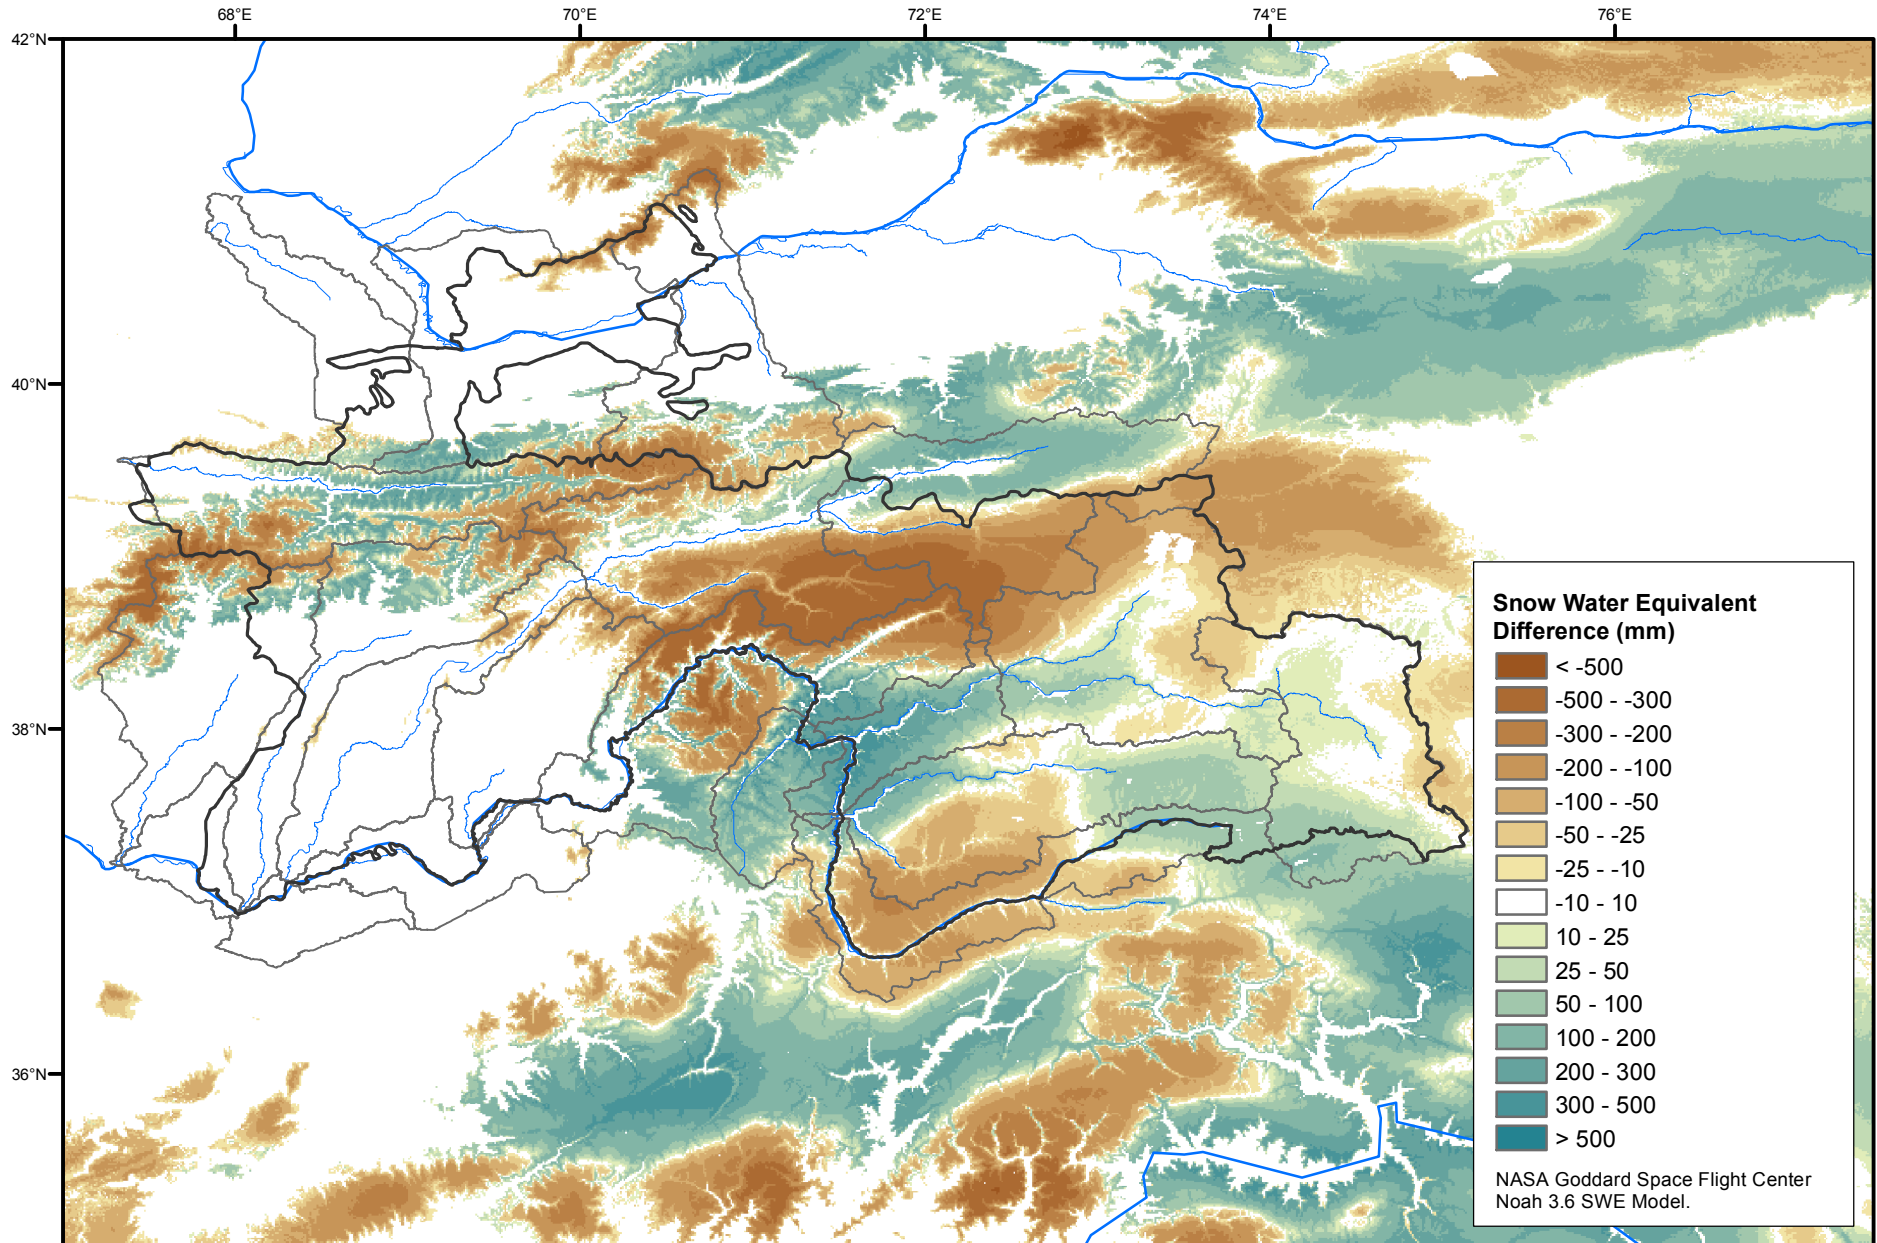 68°E 70°E 72°E 74°E 76°E
42°N
40°N
38°N
36°N
Snow Water Equivalent
Difference (mm)
< -500
-500 - -300
-300 - -200
-200 - -100
-100 - -50
-50 - -25
-25 - -10
-10 - 10
10 - 25
25 - 50
50 - 100
100 - 200
200 - 300
300 - 500
> 500
NASA Goddard Space Flight Center
Noah 3.6 SWE Model.